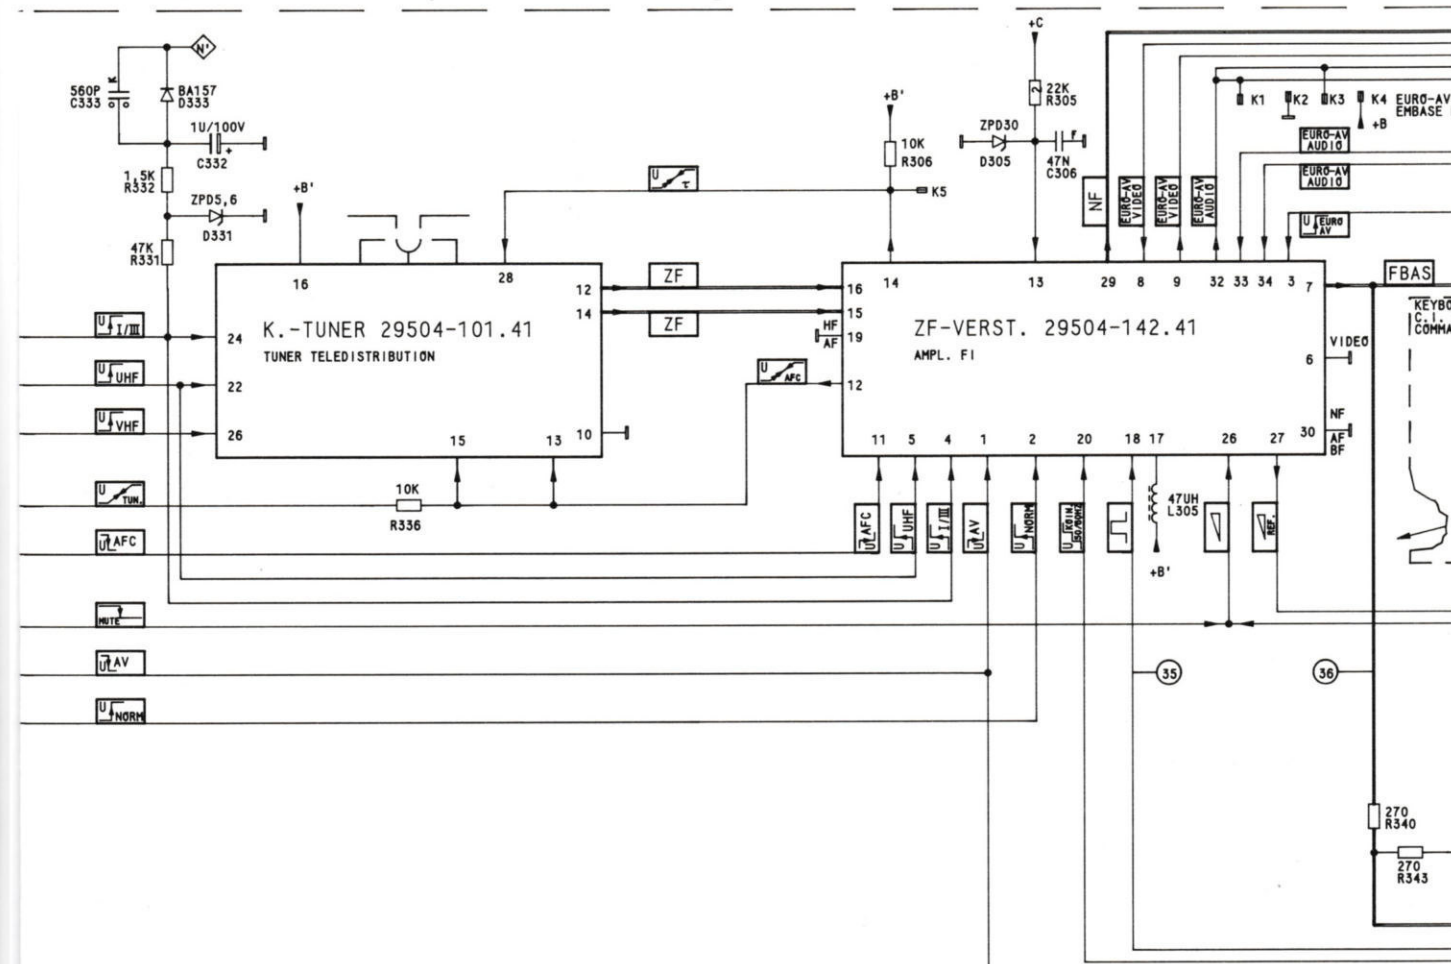 N'
K
560P
C333
BA157
D333
1U/100V
+
C332
1,5K
R332
ZPD5,6
D331
47K
R331
+B'
U
τ
+B'
10K
R306
K5
+C
2
22K
R305
ZPD30
D305
F
47N
C306
NF
EURO-AV
VIDEO
EURO-AV
VIDEO
EURO-AV
AUDIO
K1
K2
K3
K4
+B
EURO-AV
EMBASE
EURO-AV
AUDIO
EURO-AV
AUDIO
U
EURO
AV
16
28
12
14
24
22
26
15
13
10
K.-TUNER 29504-101.41
TUNER TELEDISTRIBUTION
ZF
ZF
U
I/III
U
UHF
U
VHF
U
TUN.
U
AFC
MUTE
U
AV
U
NORM
10K
R336
HF
AF
U
AFC
16
15
19
12
14
13
29
8
9
32
33
34
3
7
6
30
ZF-VERST. 29504-142.41
AMPL. FI
11
5
4
1
2
20
18
17
26
27
FBAS
KEYBO
C.I.
COMMA
VIDEO
NF
AF
BF
U
AFC
U
UHF
U
I/III
U
AV
U
NORM
U
KOIN.
50/60HZ
47UH
L305
+B'
REF.
35
36
270
R340
270
R343